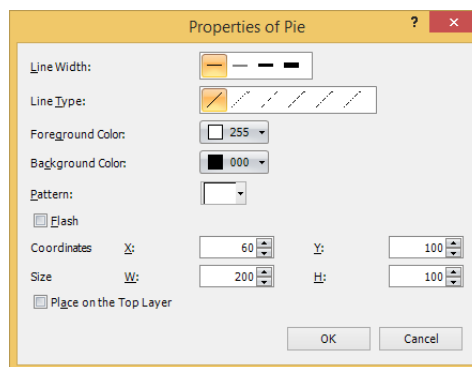 Properties of Pie ? ×
Line Width:
Line Type:
Foreground Color: 255
Background Color: 000
Pattern:
Flash
Coordinates X: 60 Y: 100
Size W: 200 H: 100
Place on the Top Layer
OK Cancel